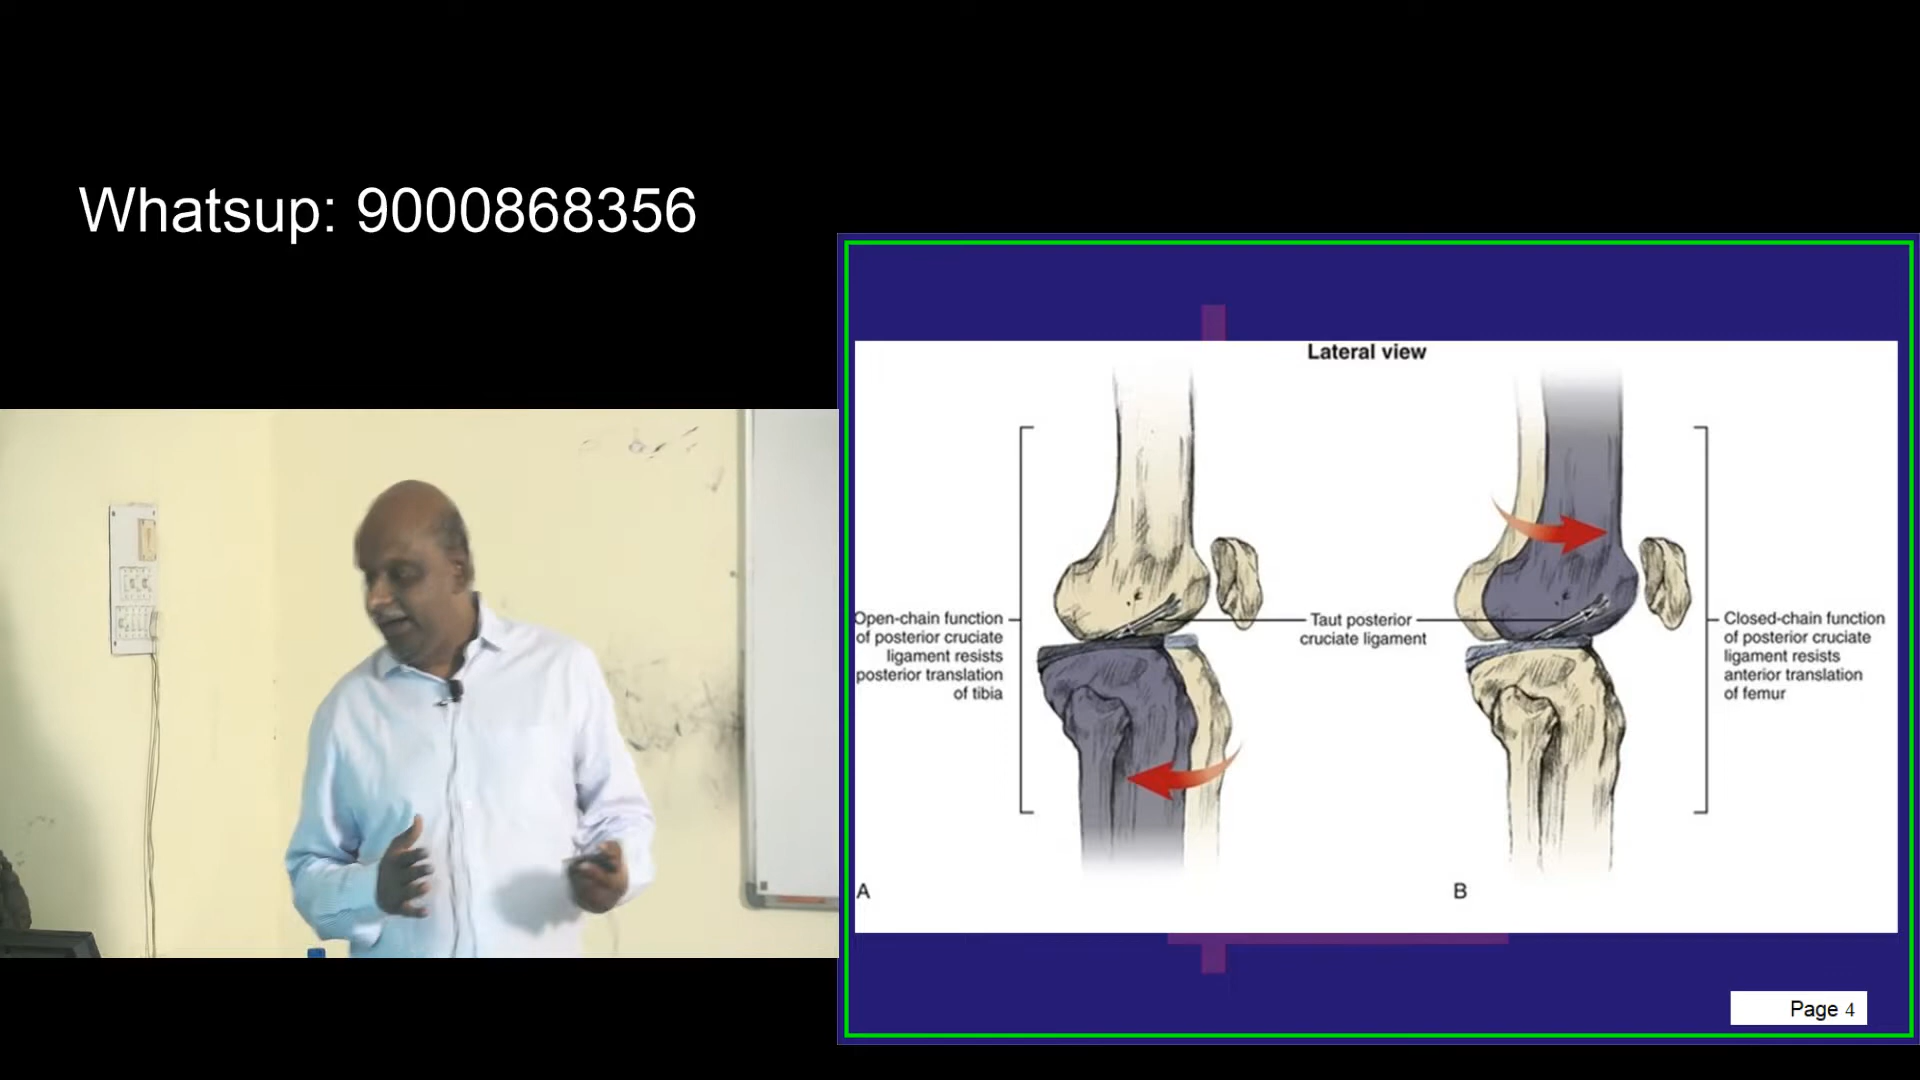 Whatsup: 9000868356
Lateral view
Open-chain function
of posterior cruciate
ligament resists
posterior translation
of tibia
Taut posterior
cruciate ligament
Closed-chain function
of posterior cruciate
ligament resists
anterior translation
of femur
A
B
Page 4